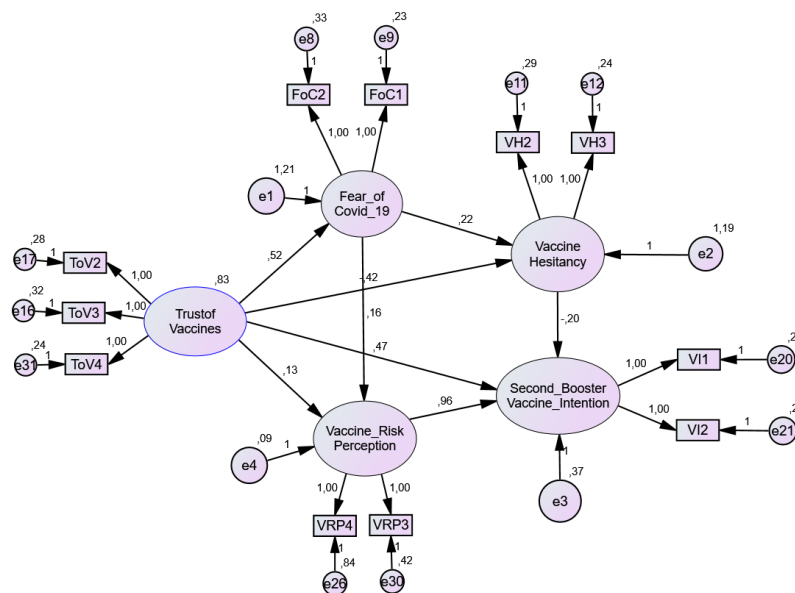 ,33
,23
e8
e9
1
1
,29
,24
FoC2
FoC1
e11
e12
1
1
1,00
1,00
VH2
VH3
1,21
e1
1
Fear_of
Covid_19
1,00
1,00
,22
1,19
Vaccine
Hesitancy
1
e2
,28
e17
1
ToV2
,52
1,00
,83
-,42
,32
e16
1
ToV3
1,00
Trustof
Vaccines
,16
-,20
,24
e31
1
ToV4
1,00
,47
,2
1,00
VI1
1
e20
,13
Second_Booster
Vaccine_Intention
,96
1,00
,2
VI2
1
e21
Vaccine_Risk
Perception
,09
e4
1
1
,37
e3
1,00
1,00
VRP4
VRP3
1
1
,84
,42
e26
e30